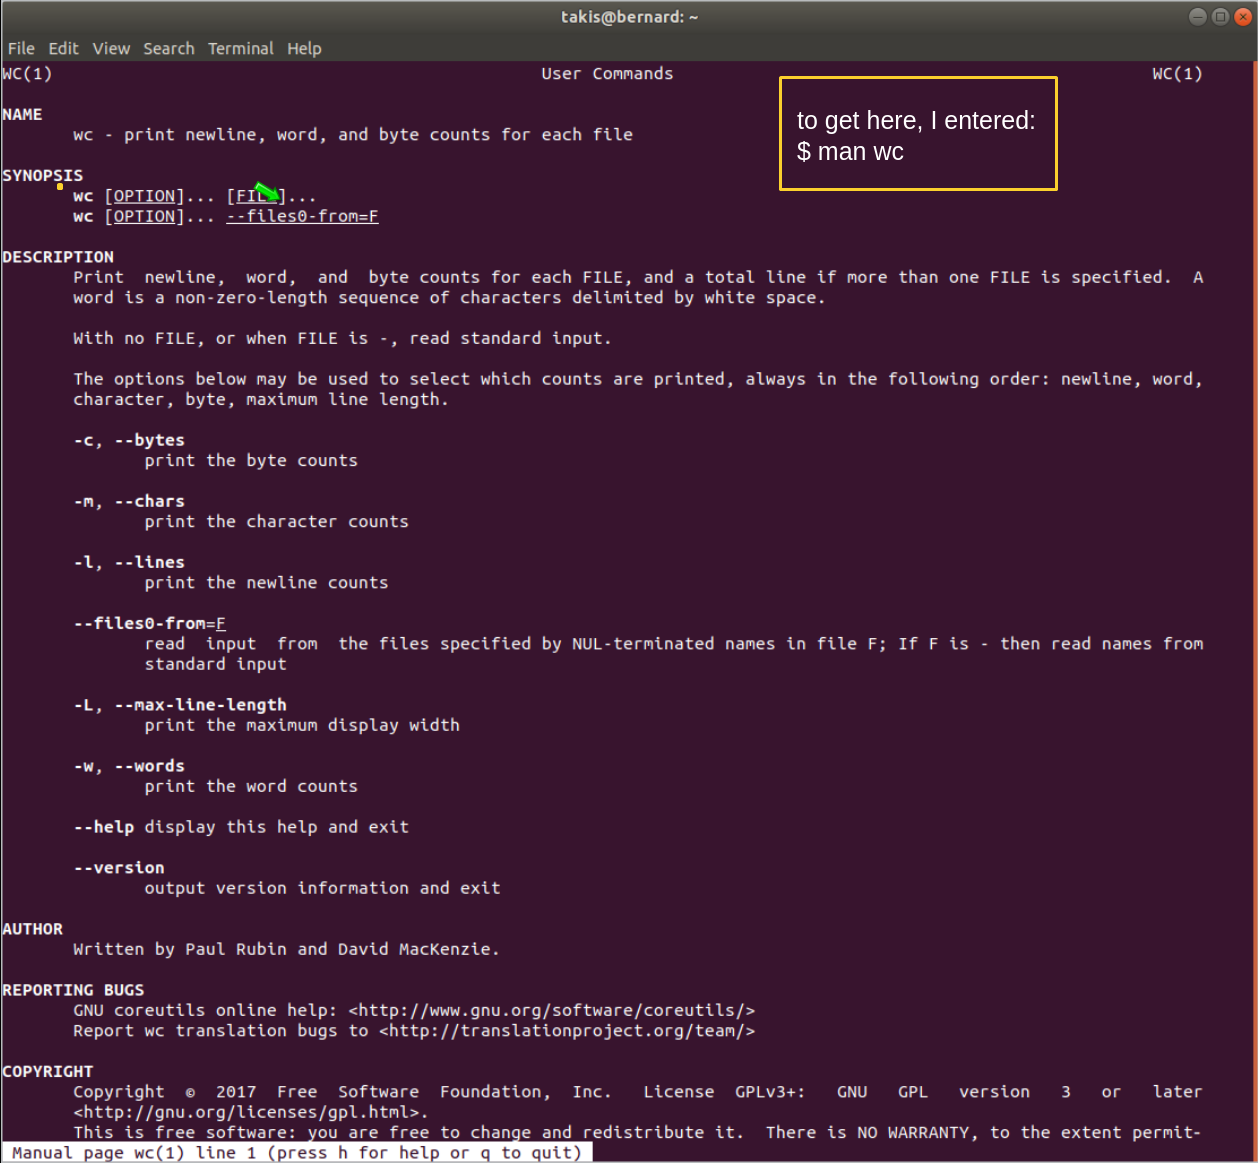 takis@bernard: ~
File Edit View Search Terminal Help
WC(1) User Commands WC(1)
to get here, I entered:
$ man wc
NAME
wc - print newline, word, and byte counts for each file
SYNOPSIS
wc [OPTION]... [FILE]...
wc [OPTION]... --files0-from=F
DESCRIPTION
Print newline, word, and byte counts for each FILE, and a total line if more than one FILE is specified. A
word is a non-zero-length sequence of characters delimited by white space.
With no FILE, or when FILE is -, read standard input.
The options below may be used to select which counts are printed, always in the following order: newline, word,
character, byte, maximum line length.
-c, --bytes
print the byte counts
-m, --chars
print the character counts
-l, --lines
print the newline counts
--files0-from=F
read input from the files specified by NUL-terminated names in file F; If F is - then read names from
standard input
-L, --max-line-length
print the maximum display width
-w, --words
print the word counts
--help display this help and exit
--version
output version information and exit
AUTHOR
Written by Paul Rubin and David MacKenzie.
REPORTING BUGS
GNU coreutils online help: <http://www.gnu.org/software/coreutils/>
Report wc translation bugs to <http://translationproject.org/team/>
COPYRIGHT
Copyright © 2017 Free Software Foundation, Inc. License GPLv3+: GNU GPL version 3 or later
<http://gnu.org/licenses/gpl.html>.
This is free software: you are free to change and redistribute it. There is NO WARRANTY, to the extent permit-
Manual page wc(1) line 1 (press h for help or q to quit)